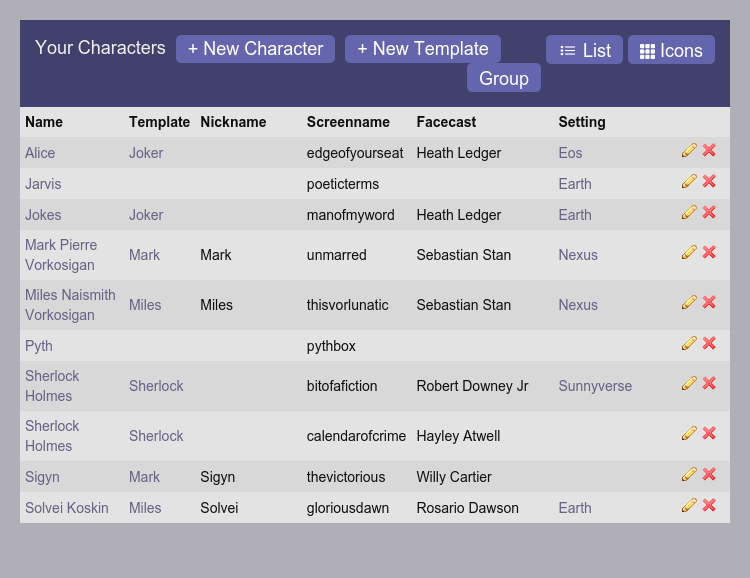 Your Characters + New Character + New Template List Icons
Group
Name Template Nickname Screenname Facecast Setting
Alice Joker edgeofyourseat Heath Ledger Eos
Jarvis poeticterms Earth
Jokes Joker manofmyword Heath Ledger Earth
Mark Pierre
Vorkosigan Mark Mark unmarred Sebastian Stan Nexus
Miles Naismith
Vorkosigan Miles Miles thisvorlunatic Sebastian Stan Nexus
Pyth pythbox
Sherlock
Holmes Sherlock bitofafiction Robert Downey Jr Sunnyverse
Sherlock
Holmes Sherlock calendarofcrime Hayley Atwell
Sigyn Mark Sigyn thevictorious Willy Cartier
Solvei Koskin Miles Solvei gloriousdawn Rosario Dawson Earth